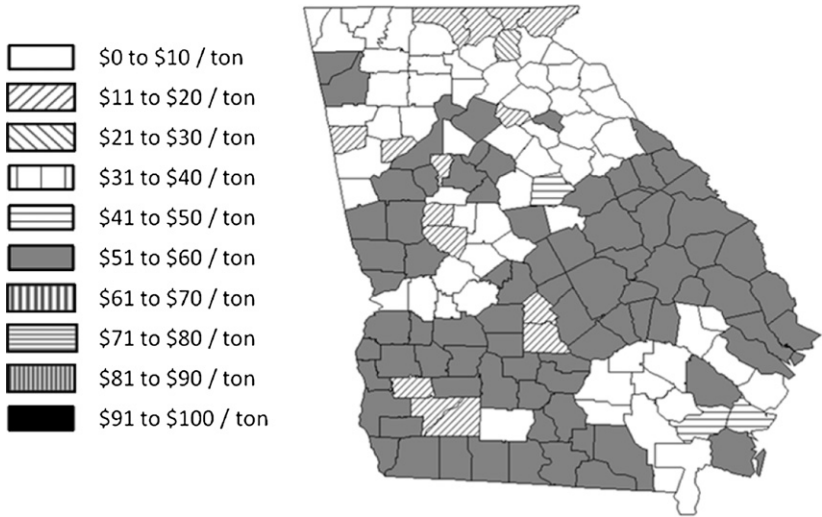 $0 to $10 / ton
$11 to $20 / ton
$21 to $30 / ton
$31 to $40 / ton
$41 to $50 / ton
$51 to $60 / ton
$61 to $70 / ton
$71 to $80 / ton
$81 to $90 / ton
$91 to $100 / ton